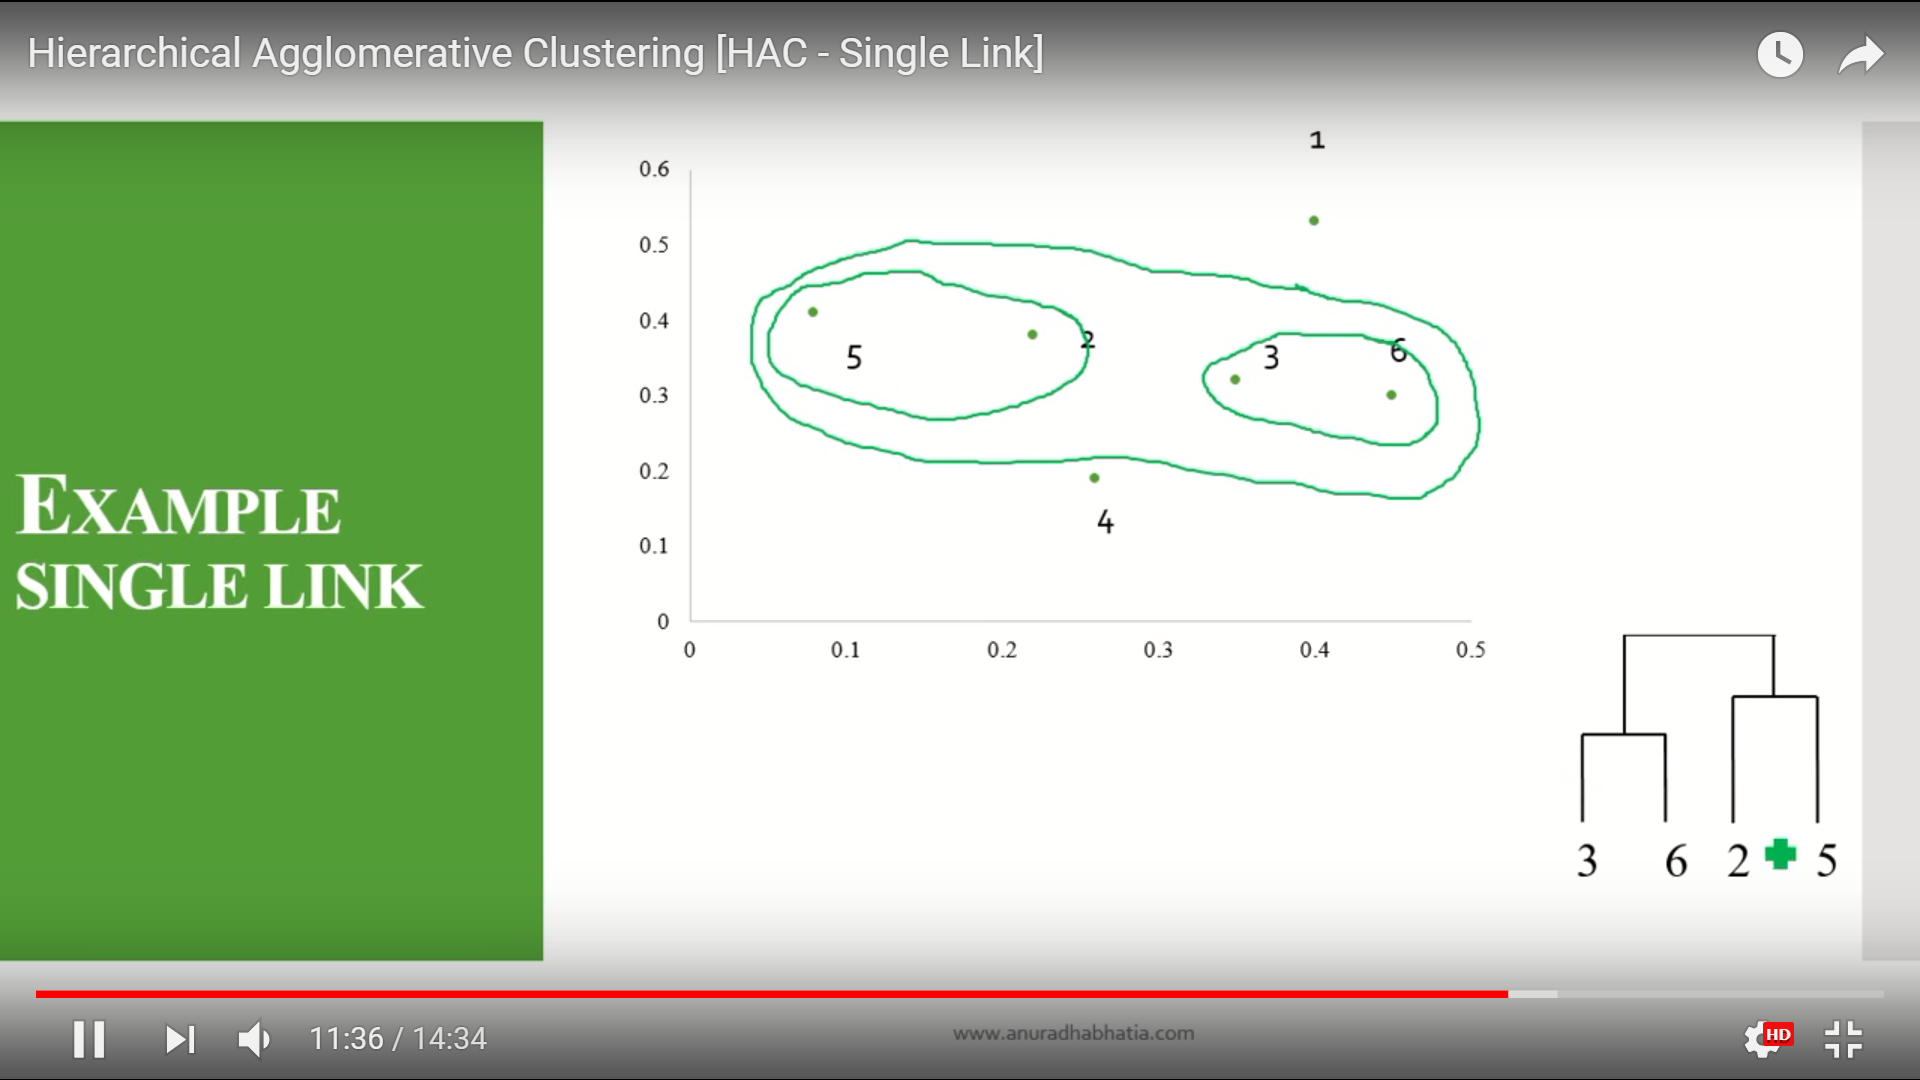 Hierarchical Agglomerative Clustering [HAC - Single Link]
EXAMPLE
SINGLE LINK
1
0.6
0.5
0.4
0.3
0.2
0.1
0
5
2
3
6
4
0 0.1 0.2 0.3 0.4 0.5
3 6 2 5
11:36 / 14:34
www.anuradhabhatia.com
HD